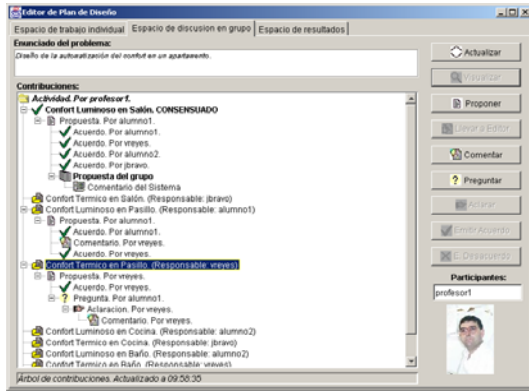 Editor de Plan de Diseño
Espacio de trabajo individual Espacio de discusion en grupo Espacio de resultados
Enunciado del problema:
Diseño de la automatización del confort en un apartamento.
Contribuciones:
Actividad. Por profesor1.
Confort Luminoso en Salón. CONSENSUADO
Propuesta. Por alumno1.
Acuerdo. Por alumno1.
Acuerdo. Por vreyes.
Acuerdo. Por alumno2.
Acuerdo. Por jbravo.
Propuesta del grupo
Comentario del Sistema
Confort Termico en Salón. (Responsable: jbravo)
Confort Luminoso en Pasillo. (Responsable: alumno1)
Propuesta. Por alumno1.
Acuerdo. Por alumno1.
Comentario. Por vreyes.
Acuerdo. Por vreyes.
Confort Termico en Pasillo. (Responsable: vreyes)
Propuesta. Por vreyes.
Acuerdo. Por vreyes.
? Pregunta. Por alumno1.
Aclaracion. Por vreyes.
Comentario. Por vreyes.
Confort Luminoso en Cocina. (Responsable: alumno2)
Confort Termico en Cocina. (Responsable: jbravo)
Confort Luminoso en Baño. (Responsable: alumno2)
Confort Termico en Baño. (Responsable: vreyes)
Arbol de contribuciones. Actualizado a 09:56:35
Actualizar
Visualizar
Proponer
Llevar a Editor
Comentar
? Preguntar
Aclarar
Emitir Acuerdo
E. Desacuerdo
Participantes:
profesor1